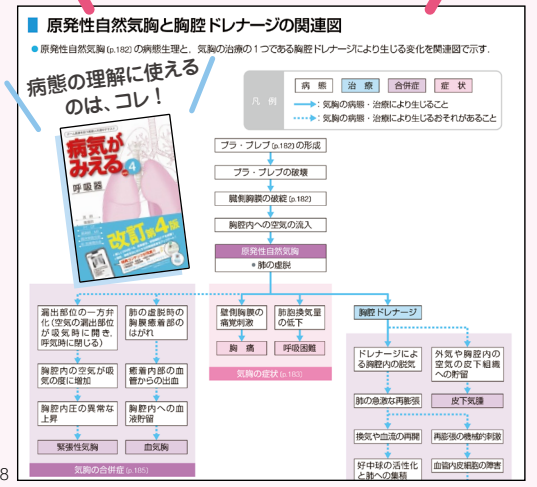 原発性自然気胸と胸腔ドレナージの関連図
●原発性自然気胸(p.182)の病態生理と，気胸の治療の1つである胸腔ドレナージにより生じる変化を関連図で示す．
病態の理解に使える
のは、コレ！
凡 例
病 態
治 療
合併症
症 状
：気胸の病態・治療により生じること
：気胸の病態・治療により生じるおそれがあること
病気が
みえる
4
呼吸器
改訂第4版
ブラ・ブレブ(p.182)の形成
ブラ・ブレブの破壊
臓側胸膜の破綻(p.182)
胸腔内への空気の流入
原発性自然気胸
●肺の虚脱
漏出部位の一方弁
化（空気の漏出部位
が吸気時に開き，
呼気時に閉じる）
胸腔内の空気が吸
気の度に増加
胸腔内圧の異常な
上昇
緊張性気胸
肺の虚脱時の
胸膜癒着部の
はがれ
癒着内部の血
管からの出血
胸腔内への血
液貯留
血気胸
気胸の合併症(p.185)
壁側胸膜の
痛覚刺激
胸 痛
肺胞換気量
の低下
呼吸困難
気胸の症状(p.183)
胸腔ドレナージ
ドレナージによ
る胸腔内の脱気
肺の急激な再膨張
換気や血流の再開
好中球の活性化
と肺への集積
外気や胸腔内の
空気の皮下組織
への貯留
皮下気腫
再膨張の機械的刺激
血管内皮細胞の障害
8